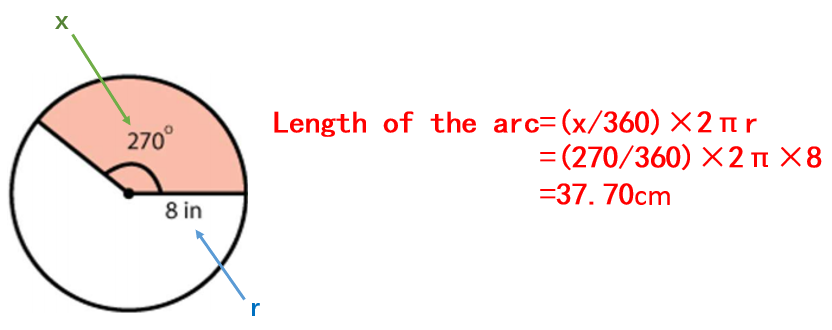 x
270°
8 in
r
Length of the arc=(x/360)×2πr
=(270/360)×2π×8
=37.70cm